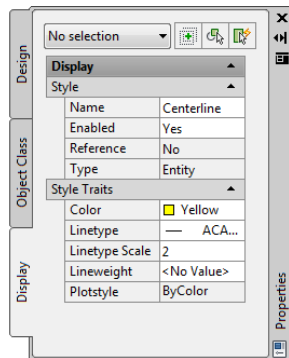 No selection
Display
Style
Name Centerline
Enabled Yes
Reference No
Type Entity
Style Traits
Color Yellow
Linetype ACA...
Linetype Scale 2
Lineweight <No Value>
Plotstyle ByColor
Design
Object Class
Display
Properties